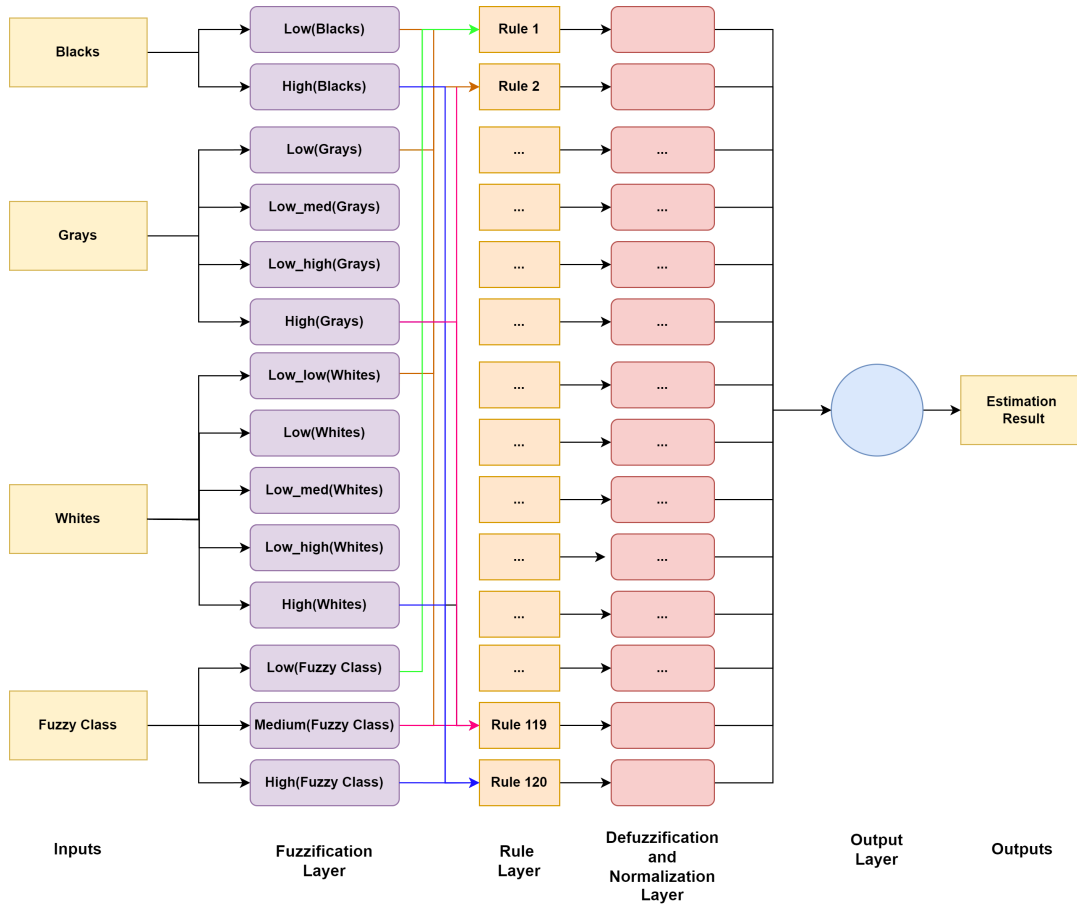 Blacks
Low(Blacks)
Rule 1
High(Blacks)
Rule 2
Low(Grays)
...
...
Grays
Low_med(Grays)
...
...
Low_high(Grays)
...
...
High(Grays)
...
...
Low_low(Whites)
...
...
Low(Whites)
...
...
Whites
Low_med(Whites)
...
...
Low_high(Whites)
...
...
High(Whites)
...
...
Estimation
Result
Low(Fuzzy Class)
...
...
Fuzzy Class
Medium(Fuzzy Class)
Rule 119
High(Fuzzy Class)
Rule 120
Inputs
Fuzzification
Layer
Rule
Layer
Defuzzification
and
Normalization
Layer
Output
Layer
Outputs